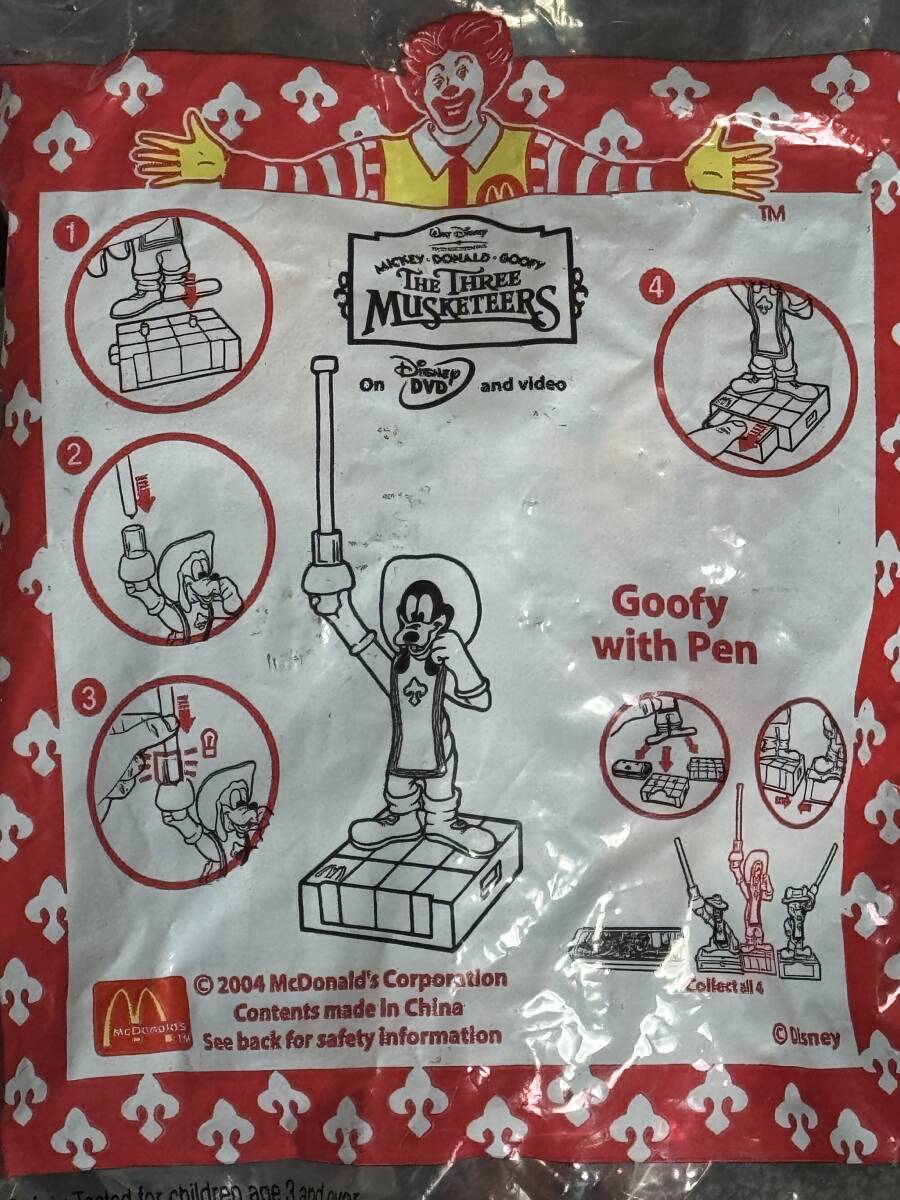 TM
1
WALT DISNEY
MICKEY · DONALD · GOOFY
THE THREE
MUSKETEERS
On Disney DVD and video
4
2
Goofy
with Pen
3
Collect all 4
© 2004 McDonald's Corporation
Contents made in China
See back for safety information
McDonald's TM
© Disney
Tested for children age 3 and over